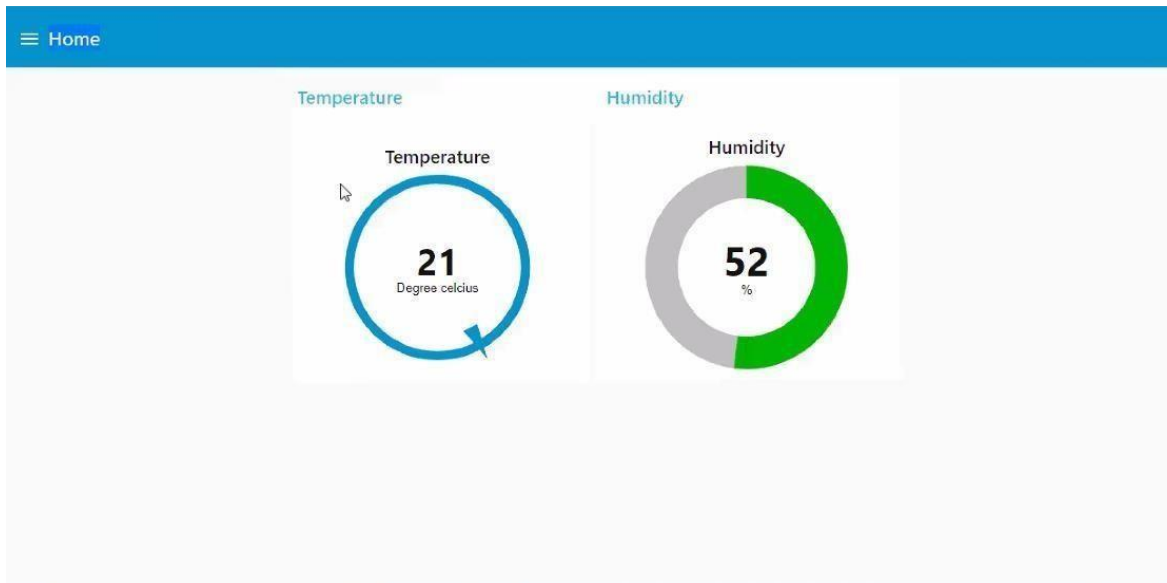 Home
Temperature
Humidity
Temperature
21
Degree celcius
Humidity
52
%